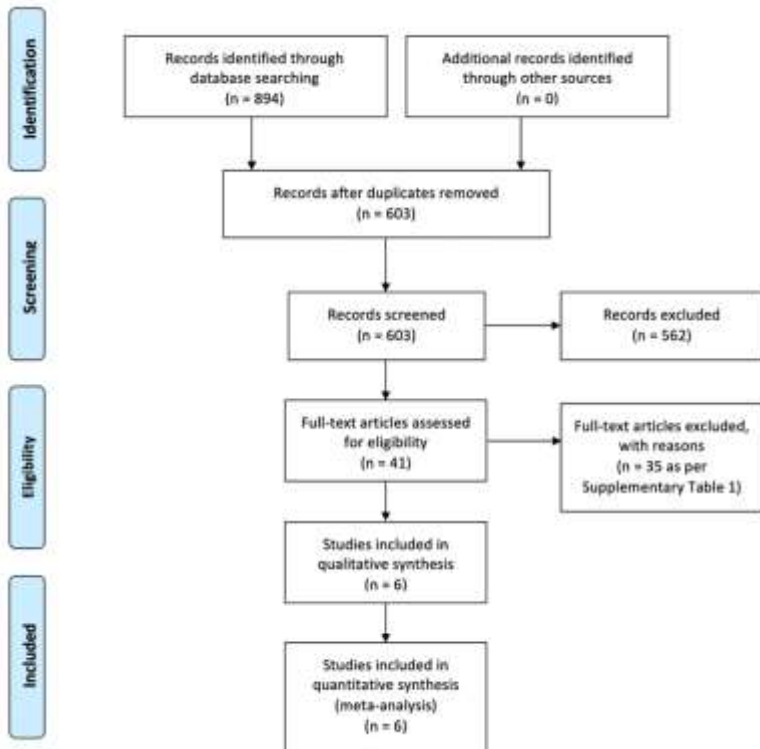 Identification
Records identified through
database searching
(n = 894)
Additional records identified
through other sources
(n = 0)
Records after duplicates removed
(n = 603)
Screening
Records screened
(n = 603)
Records excluded
(n = 562)
Eligibility
Full-text articles assessed
for eligibility
(n = 41)
Full-text articles excluded,
with reasons
(n = 35 as per
Supplementary Table 1)
Studies included in
qualitative synthesis
(n = 6)
Included
Studies included in
quantitative synthesis
(meta-analysis)
(n = 6)